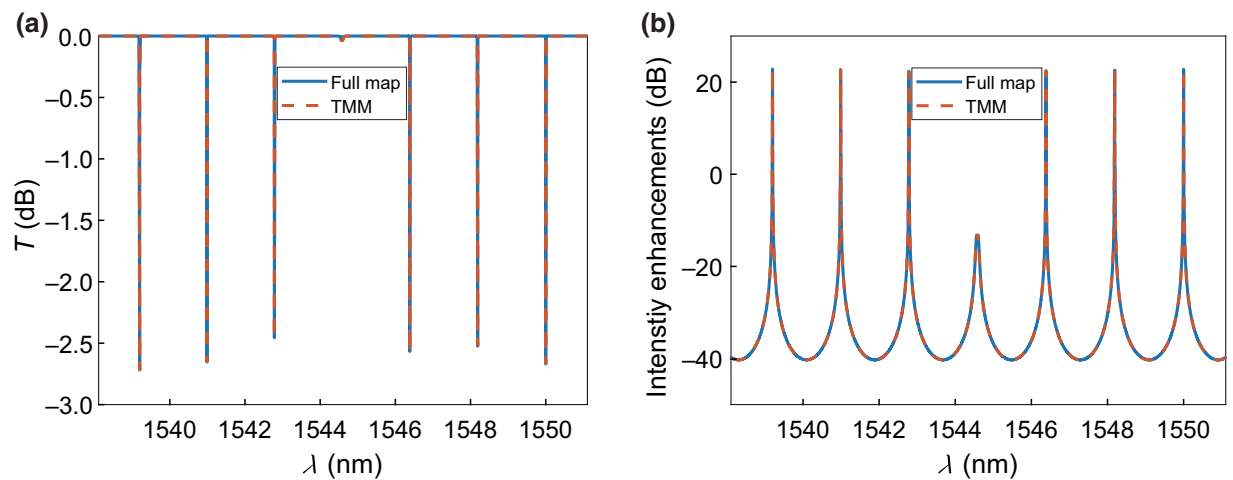 (a)
0.0
−0.5
−1.0
−1.5
−2.0
−2.5
−3.0
T (dB)
Full map
TMM
1540 1542 1544 1546 1548 1550
λ (nm)
(b)
20
0
−20
−40
Intenstiy enhancements (dB)
Full map
TMM
1540 1542 1544 1546 1548 1550
λ (nm)